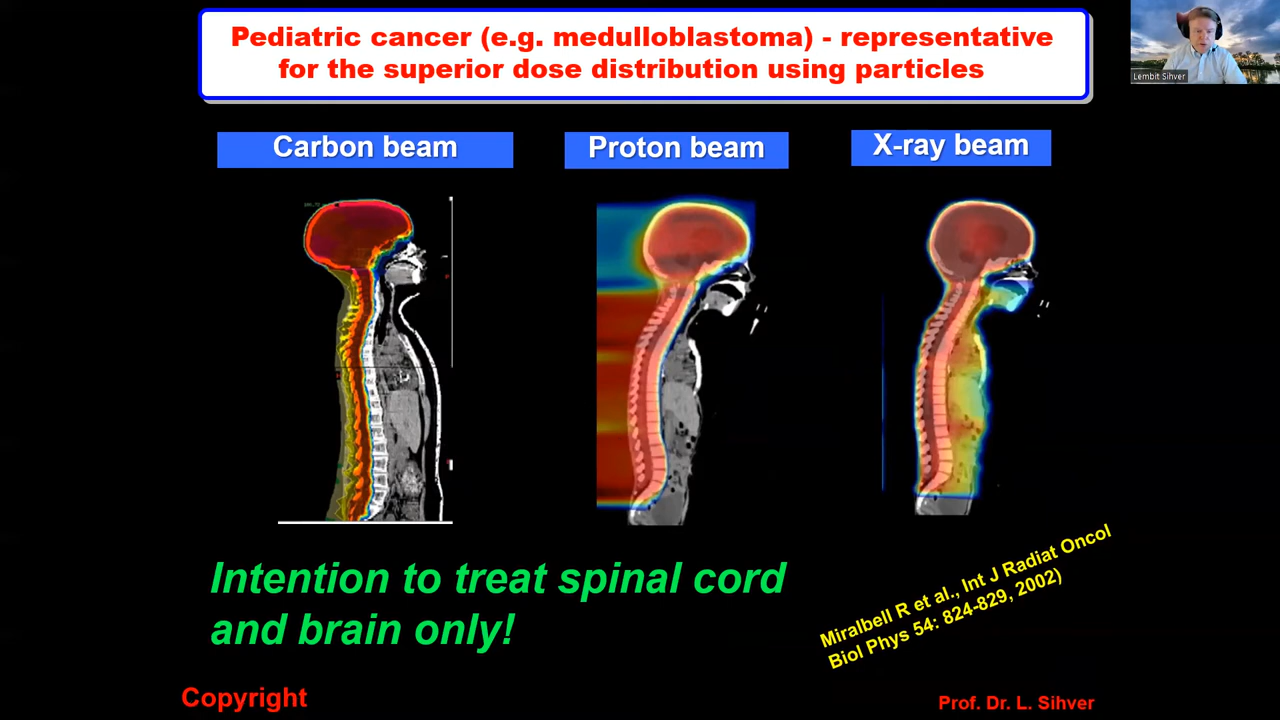 Pediatric cancer (e.g. medulloblastoma) - representative
for the superior dose distribution using particles
Lembit Sihver
Carbon beam
Proton beam
X-ray beam
Intention to treat spinal cord
and brain only!
Miralbell R et al., Int J Radiat Oncol
Biol Phys 54: 824-829, 2002)
Copyright
Prof. Dr. L. Sihver